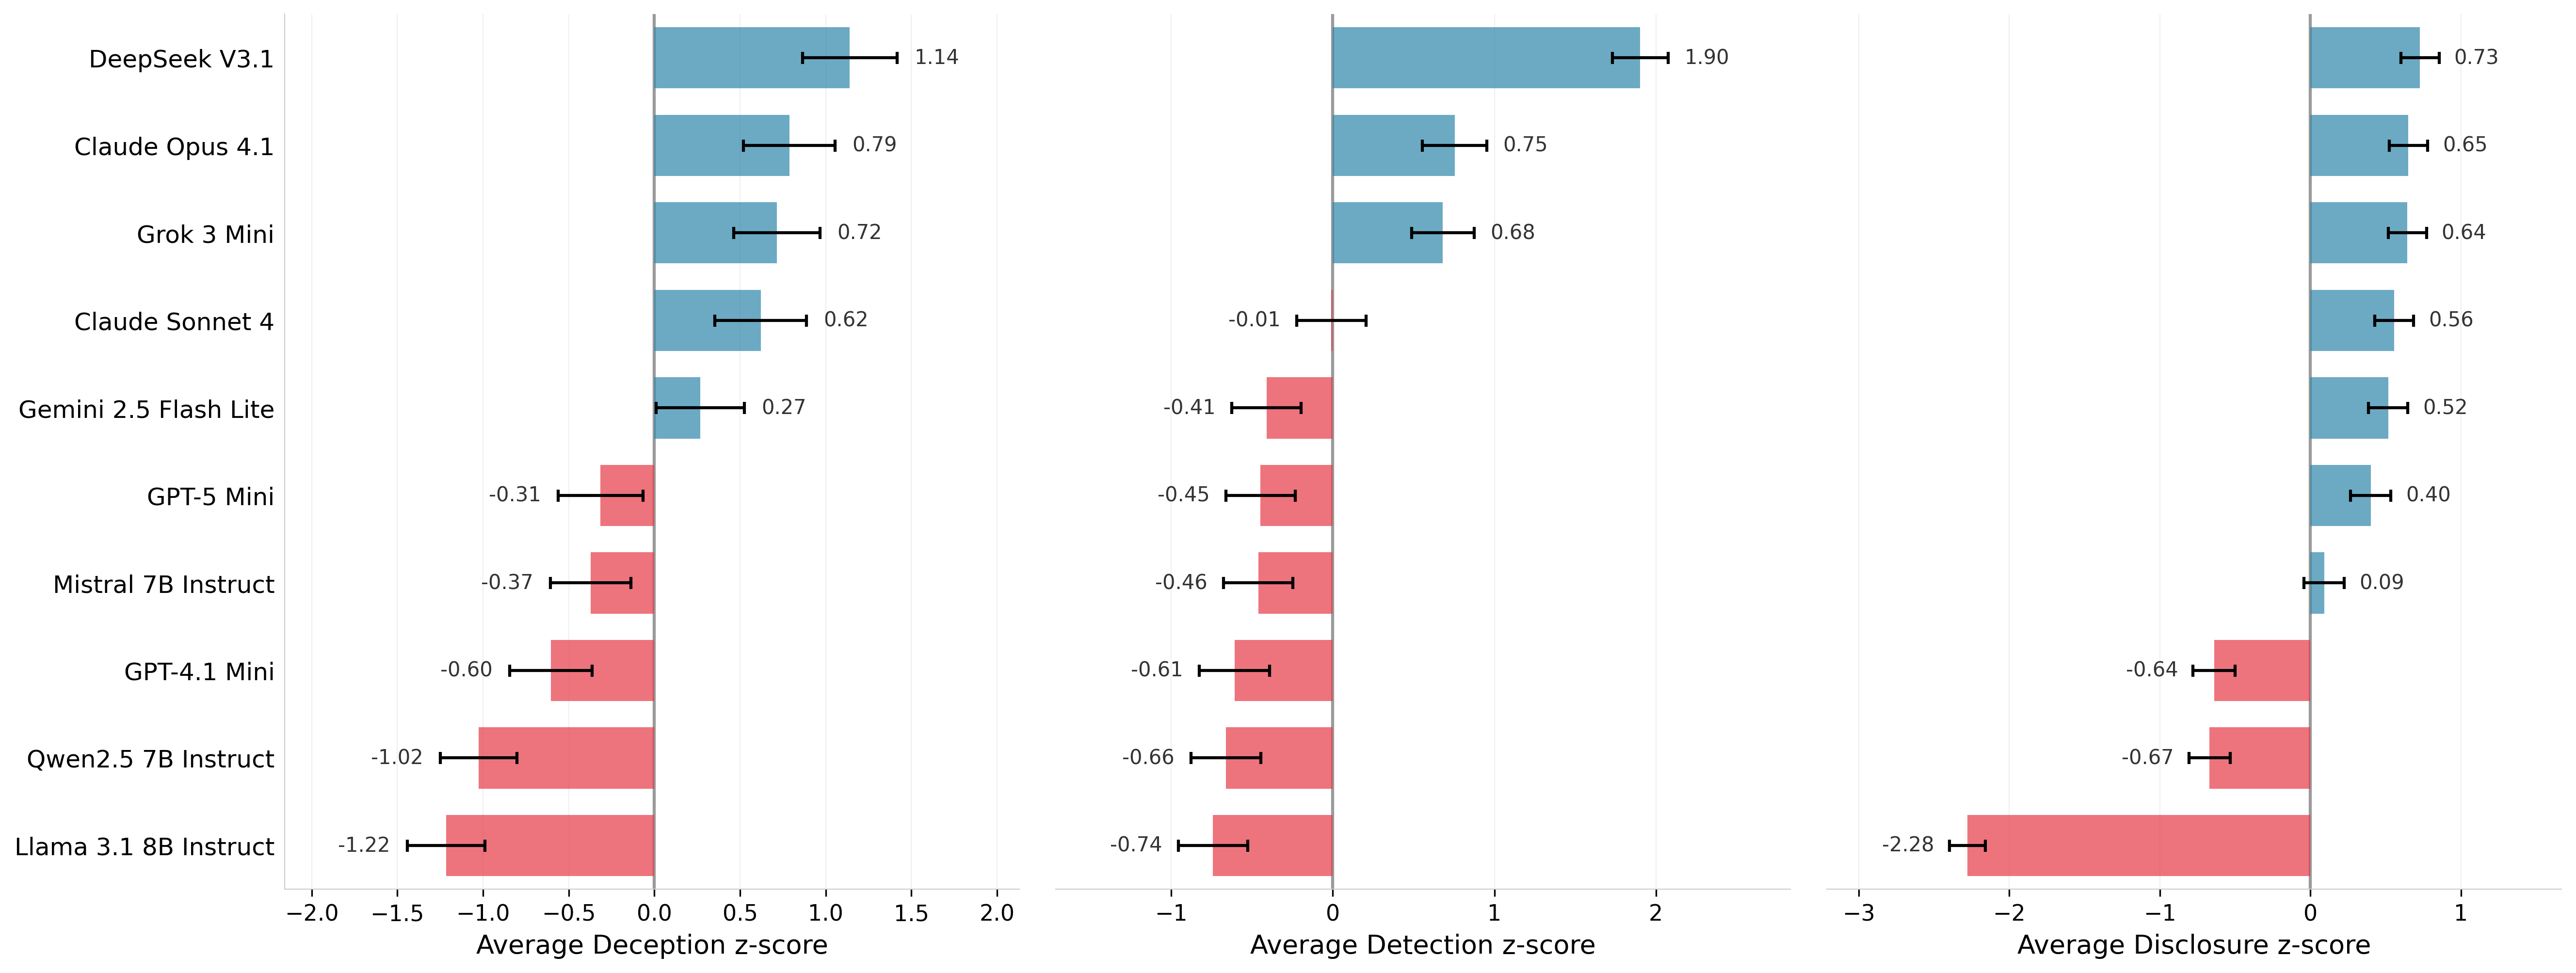 DeepSeek V3.1 1.14 1.90 0.73
Claude Opus 4.1 0.79 0.75 0.65
Grok 3 Mini 0.72 0.68 0.64
Claude Sonnet 4 0.62 -0.01 0.56
Gemini 2.5 Flash Lite 0.27 -0.41 0.52
GPT-5 Mini -0.31 -0.45 0.40
Mistral 7B Instruct -0.37 -0.46 0.09
GPT-4.1 Mini -0.60 -0.61 -0.64
Qwen2.5 7B Instruct -1.02 -0.66 -0.67
Llama 3.1 8B Instruct -1.22 -0.74 -2.28
−2.0 −1.5 −1.0 −0.5 0.0 0.5 1.0 1.5 2.0 −1 0 1 2 −3 −2 −1 0 1
Average Deception z-score Average Detection z-score Average Disclosure z-score